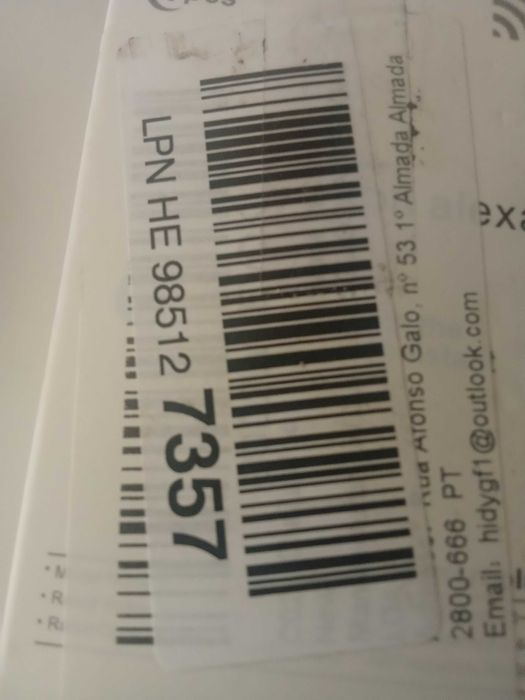 LPN HE 98512 7357
Rua Afonso Galo, nº 53 1º Almada Almada
2800-666 PT
Email: hidygf1@outlook.com